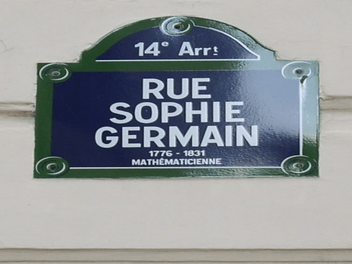 14e Arrt
RUE
SOPHIE
GERMAIN
1776 - 1831
MATHÉMATICIENNE